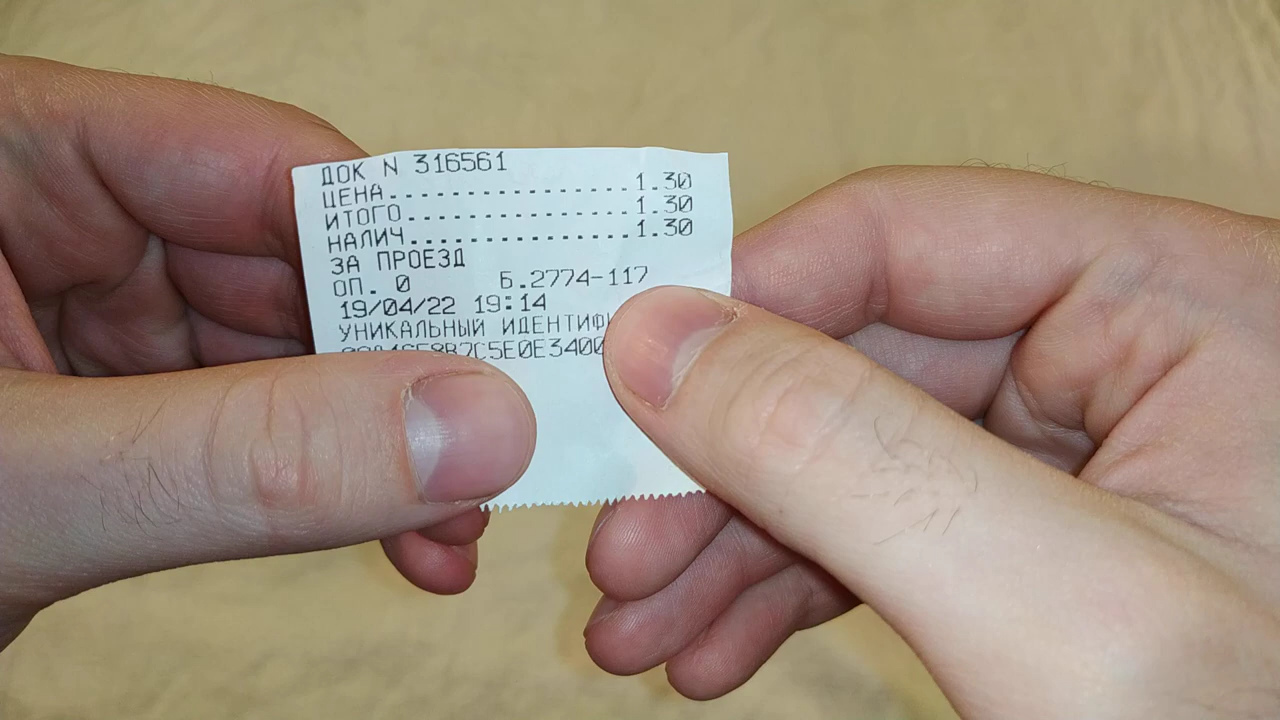 ДОК N 316561
ЦЕНА................1.30
ИТОГО...............1.30
НАЛИЧ...............1.30
ЗА ПРОЕЗД
ОП. 0 Б.2774-117
19/04/22 19:14
УНИКАЛЬНЫЙ